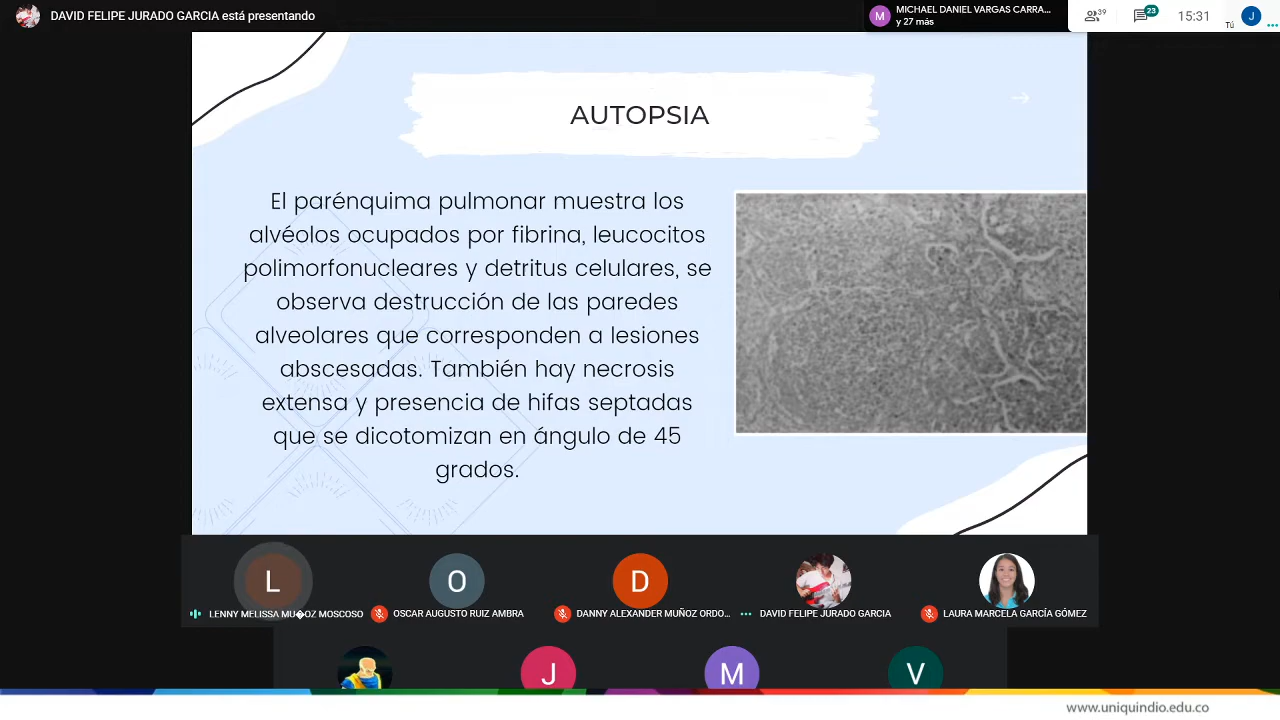 DAVID FELIPE JURADO GARCIA está presentando
M
MICHAEL DANIEL VARGAS CARRA...
y 27 más
39
23
15:31
Tú
J
AUTOPSIA
El parénquima pulmonar muestra los
alvéolos ocupados por fibrina, leucocitos
polimorfonucleares y detritus celulares, se
observa destrucción de las paredes
alveolares que corresponden a lesiones
abscesadas. También hay necrosis
extensa y presencia de hifas septadas
que se dicotomizan en ángulo de 45
grados.
L
O
D
LENNY MELISSA MU�OZ MOSCOSO
OSCAR AUGUSTO RUIZ AMBRA
DANNY ALEXANDER MUÑOZ ORDO...
DAVID FELIPE JURADO GARCIA
LAURA MARCELA GARCÍA GÓMEZ
J
M
V
www.uniquindio.edu.co